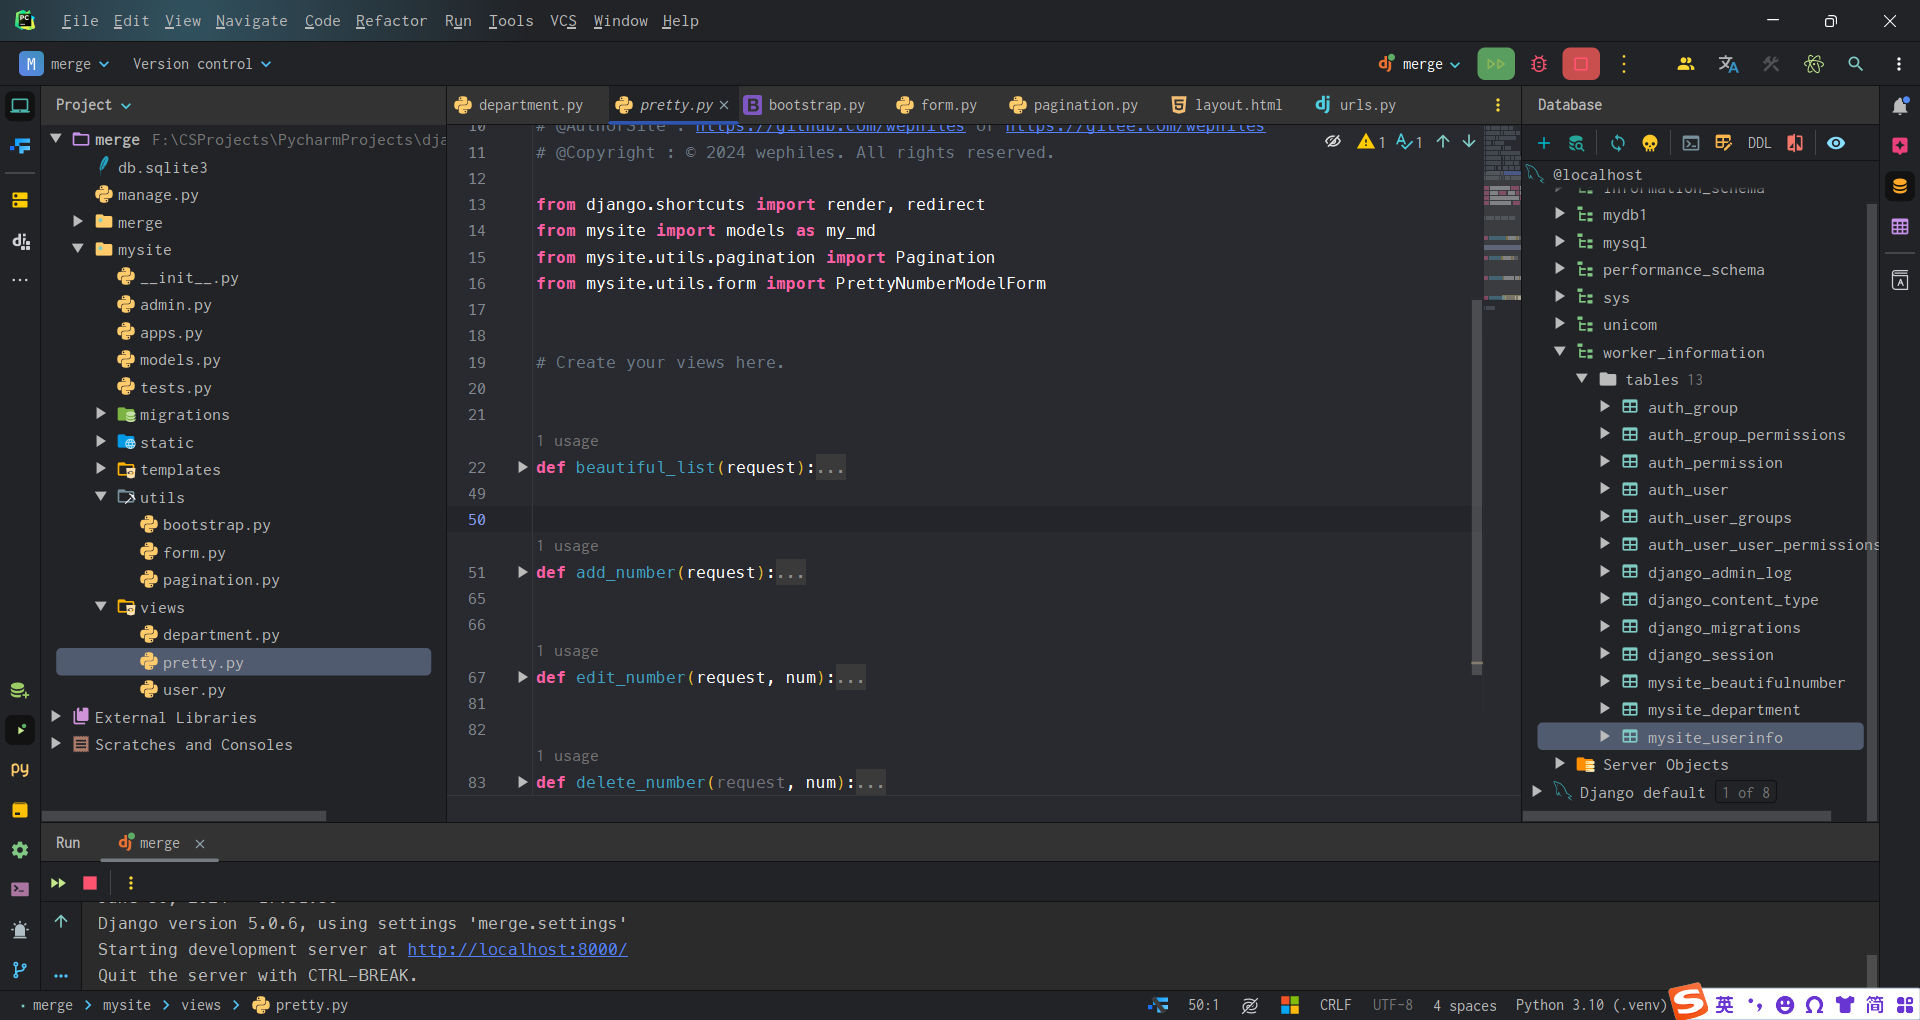 File Edit View Navigate Code Refactor Run Tools VCS Window Help
M merge Version control
merge
Project
merge F:\CSProjects\PycharmProjects\dja
db.sqlite3
manage.py
merge
mysite
__init__.py
admin.py
apps.py
models.py
tests.py
migrations
static
templates
utils
bootstrap.py
form.py
pagination.py
views
department.py
pretty.py
user.py
External Libraries
Scratches and Consoles
department.py pretty.py bootstrap.py form.py pagination.py layout.html urls.py
10 # @AuthorSite : https://github.com/wephiles or https://gitee.com/wephiles
11 # @Copyright : © 2024 wephiles. All rights reserved.
1 1
12
13 from django.shortcuts import render, redirect
14 from mysite import models as my_md
15 from mysite.utils.pagination import Pagination
16 from mysite.utils.form import PrettyNumberModelForm
17
18
19 # Create your views here.
20
21
1 usage
22 def beautiful_list(request):...
49
50
1 usage
51 def add_number(request):...
65
66
1 usage
67 def edit_number(request, num):...
81
82
1 usage
83 def delete_number(request, num):...
Database
DDL
@localhost
information_schema
mydb1
mysql
performance_schema
sys
unicom
worker_information
tables 13
auth_group
auth_group_permissions
auth_permission
auth_user
auth_user_groups
auth_user_user_permissions
django_admin_log
django_content_type
django_migrations
django_session
mysite_beautifulnumber
mysite_department
mysite_userinfo
Server Objects
Django default 1 of 8
Run merge
Django version 5.0.6, using settings 'merge.settings'
Starting development server at http://localhost:8000/
Quit the server with CTRL-BREAK.
merge > mysite > views > pretty.py
50:1 CRLF UTF-8 4 spaces Python 3.10 (.venv)
英 简